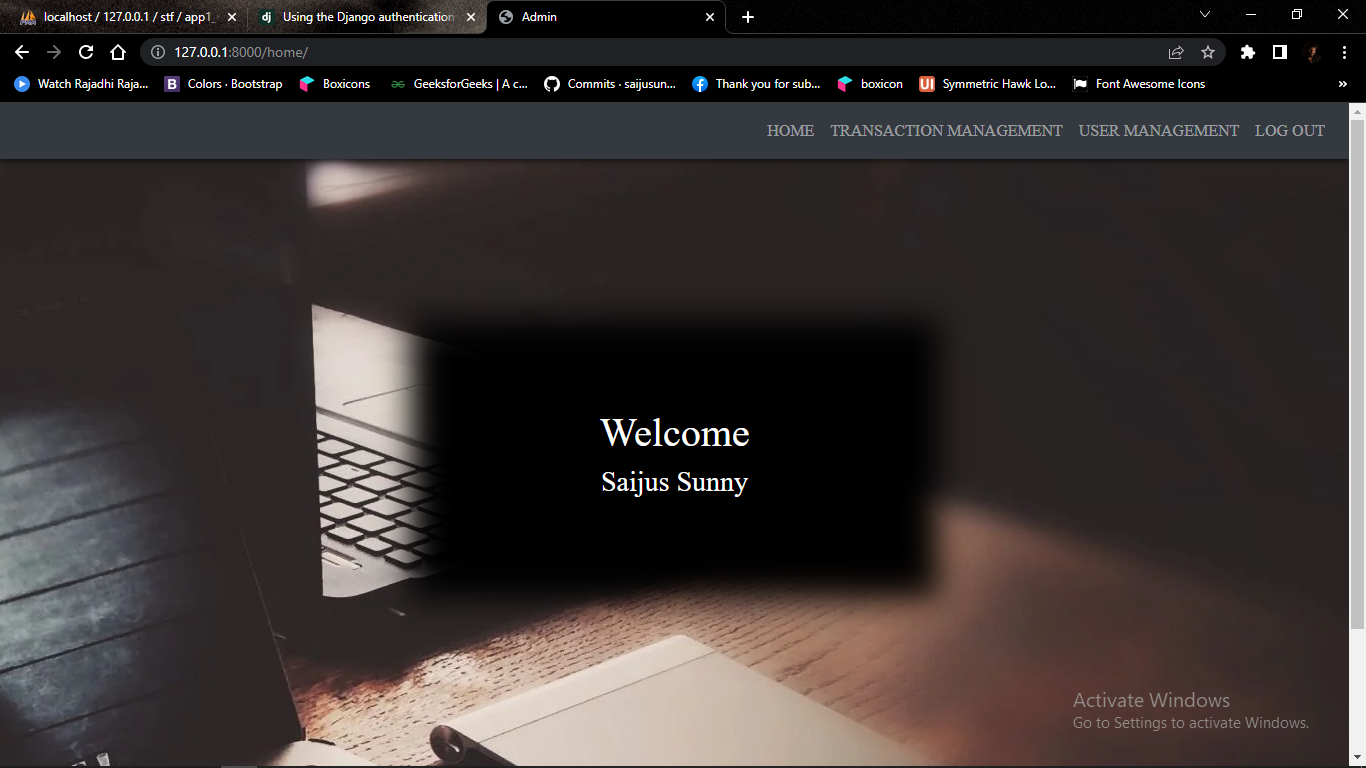 localhost / 127.0.0.1 / stf / app1_
dj Using the Django authentication
Admin
127.0.0.1:8000/home/
Watch Rajadhi Raja...
B Colors · Bootstrap
Boxicons
GeeksforGeeks | A c...
Commits · saijusun...
Thank you for sub...
boxicon
UI Symmetric Hawk Lo...
Font Awesome Icons
»
HOME TRANSACTION MANAGEMENT USER MANAGEMENT LOG OUT
Welcome
Saijus Sunny
Activate Windows
Go to Settings to activate Windows.